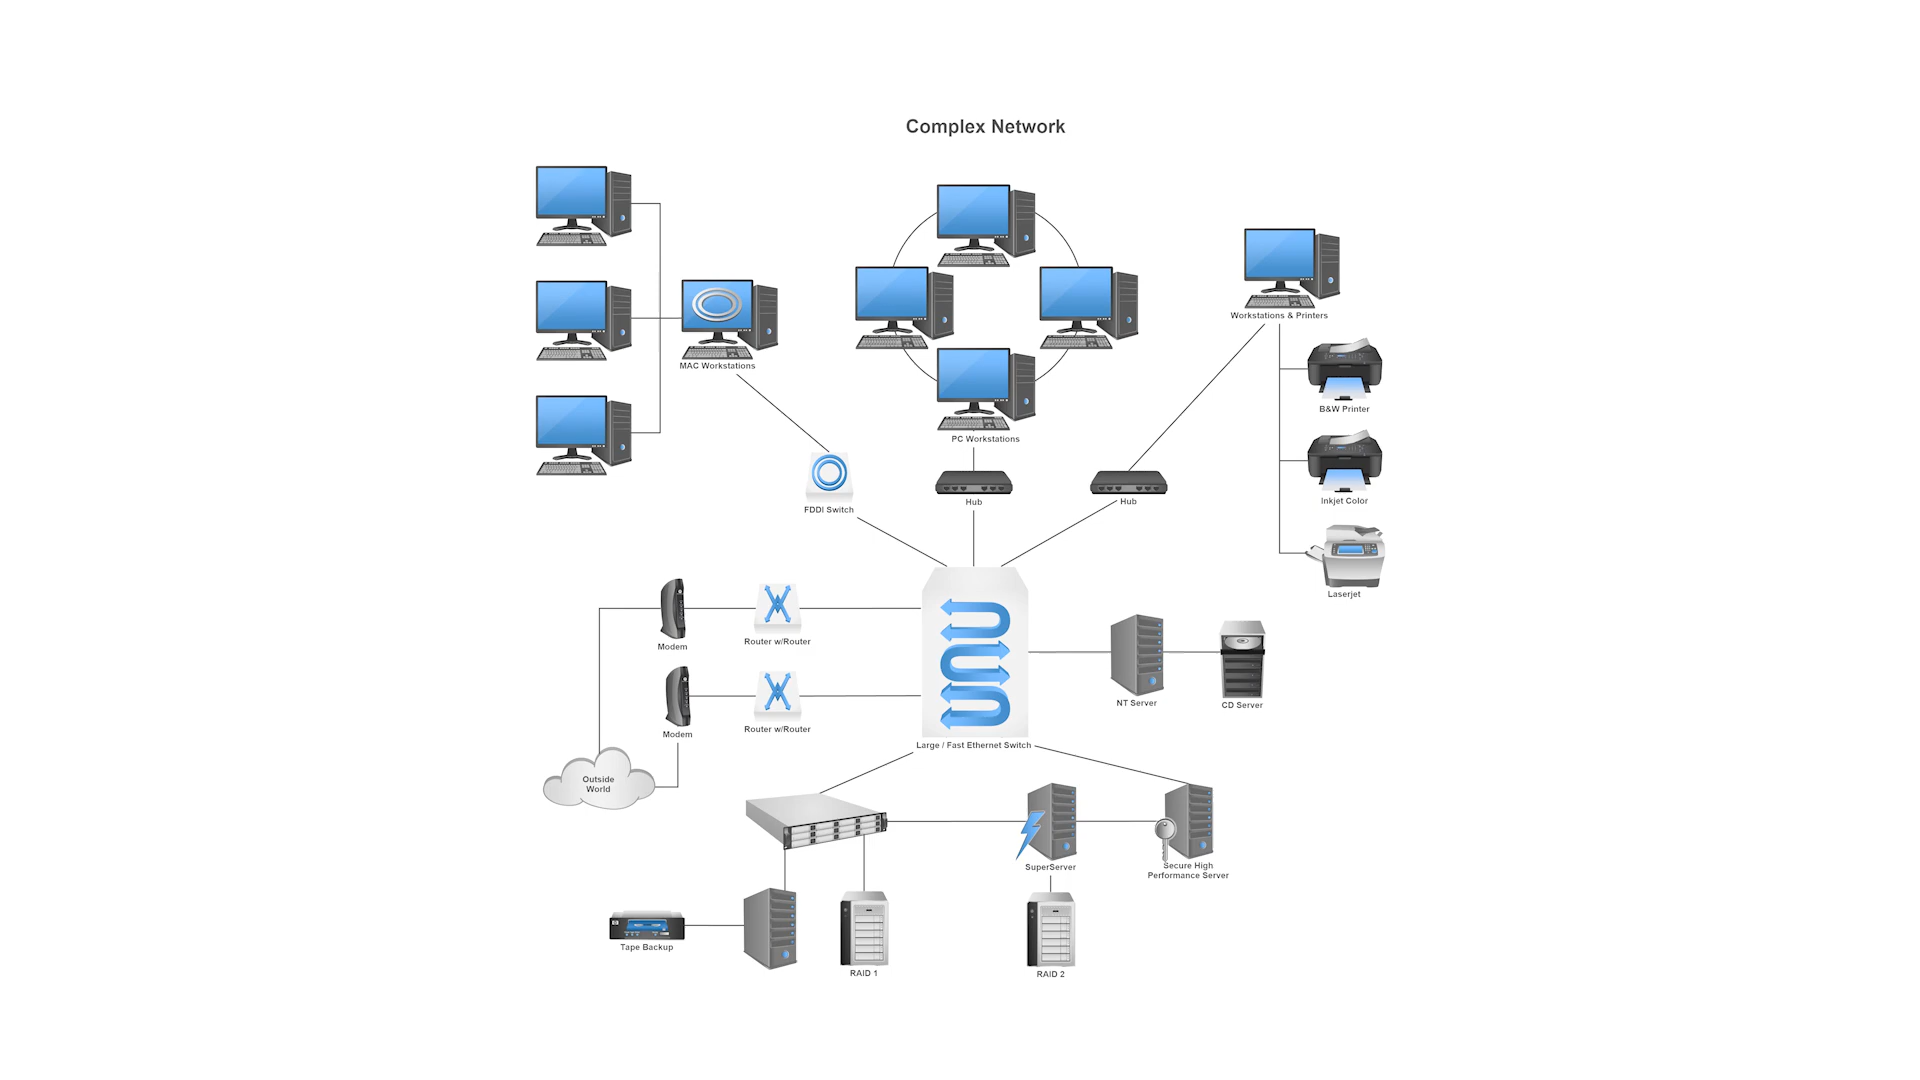 Complex Network
MAC Workstations
PC Workstations
Workstations & Printers
B&W Printer
Inkjet Color
Laserjet
FDDI Switch
Hub
Hub
Modem
Router w/Router
Modem
Router w/Router
Outside
World
Large / Fast Ethernet Switch
NT Server
CD Server
SuperServer
Secure High
Performance Server
Tape Backup
RAID 1
RAID 2